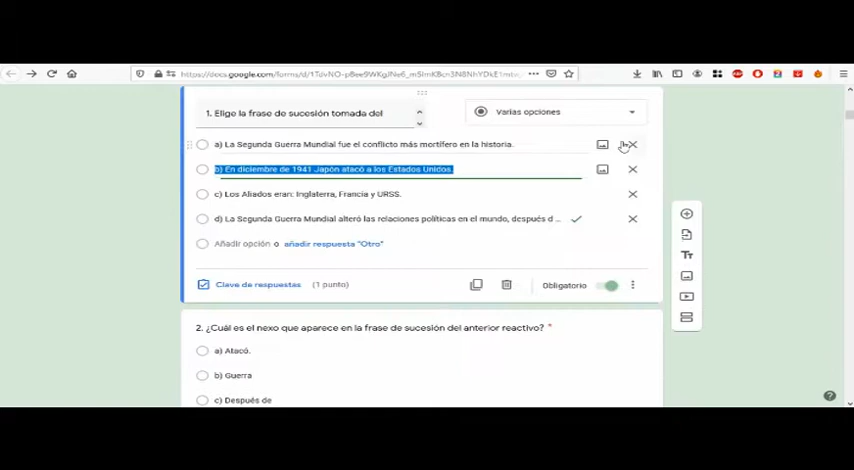 1. Elige la frase de sucesión tomada del
Varias opciones
a) La Segunda Guerra Mundial fue el conflicto más mortífero en la historia.
b) En diciembre de 1941 Japón atacó a los Estados Unidos.
c) Los Aliados eran: Inglaterra, Francia y URSS.
d) La Segunda Guerra Mundial alteró las relaciones políticas en el mundo, después d ...
Añadir opción o añadir respuesta "Otro"
Clave de respuestas (1 punto)
Obligatorio
2. ¿Cuál es el nexo que aparece en la frase de sucesión del anterior reactivo? *
a) Atacó.
b) Guerra
c) Después de